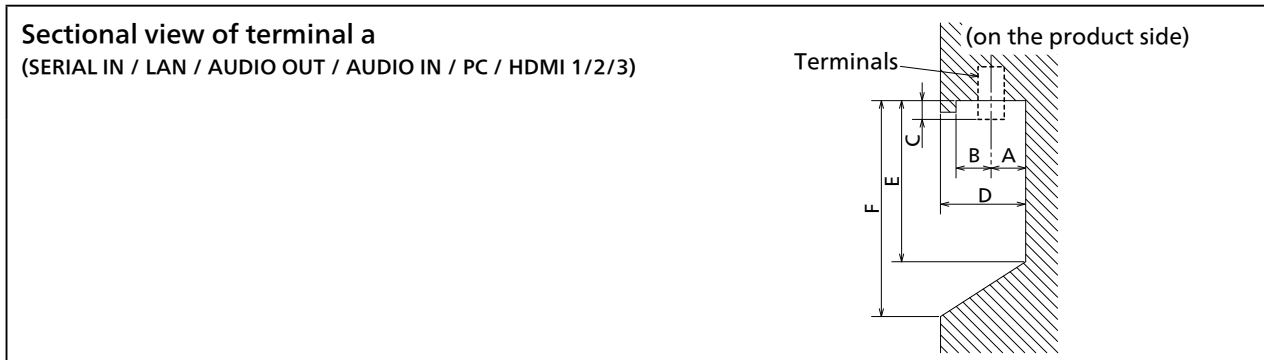 Sectional view of terminal a
(SERIAL IN / LAN / AUDIO OUT / AUDIO IN / PC / HDMI 1/2/3)
(on the product side)
Terminals
C
B
A
E
D
F